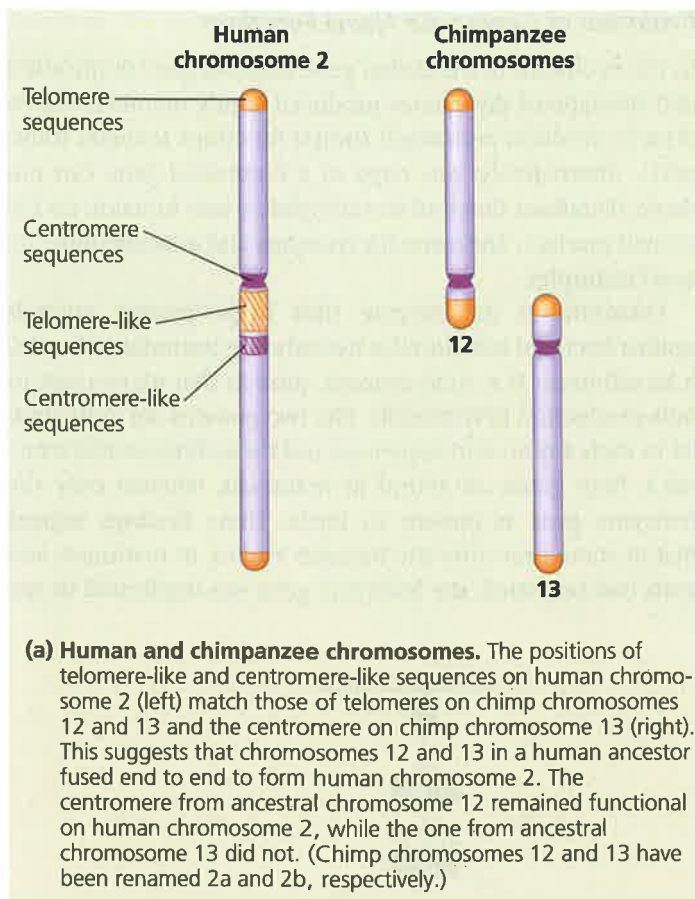 Human
chromosome 2
Chimpanzee
chromosomes
Telomere
sequences
Centromere
sequences
Telomere-like
sequences
12
Centromere-like
sequences
13
(a) Human and chimpanzee chromosomes. The positions of
telomere-like and centromere-like sequences on human chromo-
some 2 (left) match those of telomeres on chimp chromosomes
12 and 13 and the centromere on chimp chromosome 13 (right).
This suggests that chromosomes 12 and 13 in a human ancestor
fused end to end to form human chromosome 2. The
centromere from ancestral chromosome 12 remained functional
on human chromosome 2, while the one from ancestral
chromosome 13 did not. (Chimp chromosomes 12 and 13 have
been renamed 2a and 2b, respectively.)